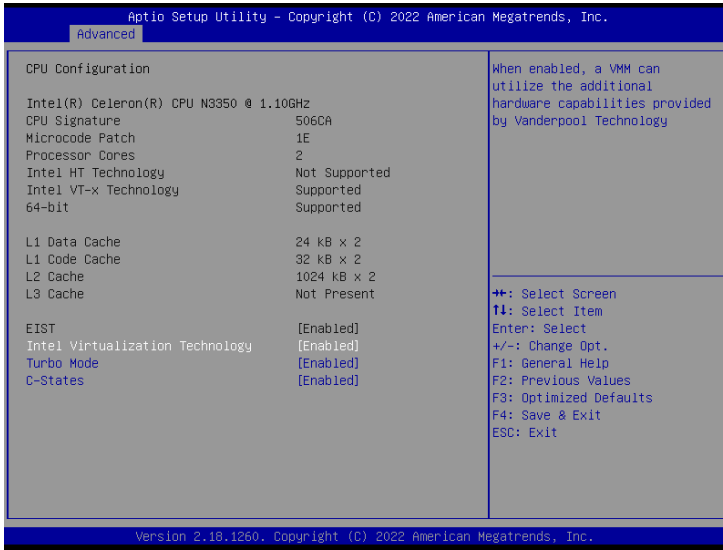 Aptio Setup Utility – Copyright (C) 2022 American Megatrends, Inc.
Advanced
CPU Configuration
Intel(R) Celeron(R) CPU N3350 @ 1.10GHz
CPU Signature 506CA
Microcode Patch 1E
Processor Cores 2
Intel HT Technology Not Supported
Intel VT-x Technology Supported
64-bit Supported
L1 Data Cache 24 kB x 2
L1 Code Cache 32 kB x 2
L2 Cache 1024 kB x 2
L3 Cache Not Present
EIST [Enabled]
Intel Virtualization Technology [Enabled]
Turbo Mode [Enabled]
C-States [Enabled]
When enabled, a VMM can
utilize the additional
hardware capabilities provided
by Vanderpool Technology
→←: Select Screen
↑↓: Select Item
Enter: Select
+/-: Change Opt.
F1: General Help
F2: Previous Values
F3: Optimized Defaults
F4: Save & Exit
ESC: Exit
Version 2.18.1260. Copyright (C) 2022 American Megatrends, Inc.